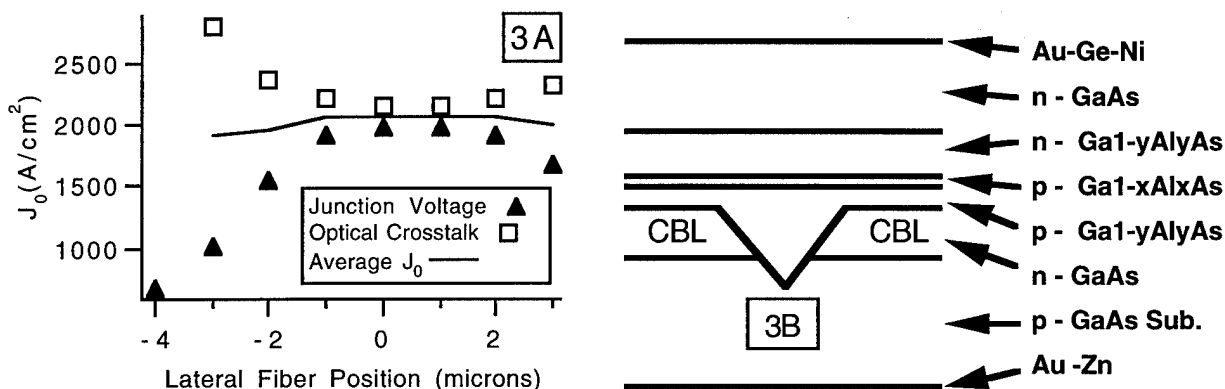 3A
2500
2000
1500
1000
J0(A/cm2)
Junction Voltage
Optical Crosstalk
Average J0
-4 -2 0 2
Lateral Fiber Position (microns)
Au-Ge-Ni
n - GaAs
n - Ga1-yAlyAs
p - Ga1-xAlxAs
p - Ga1-yAlyAs
n - GaAs
p - GaAs Sub.
Au -Zn
CBL CBL
3B